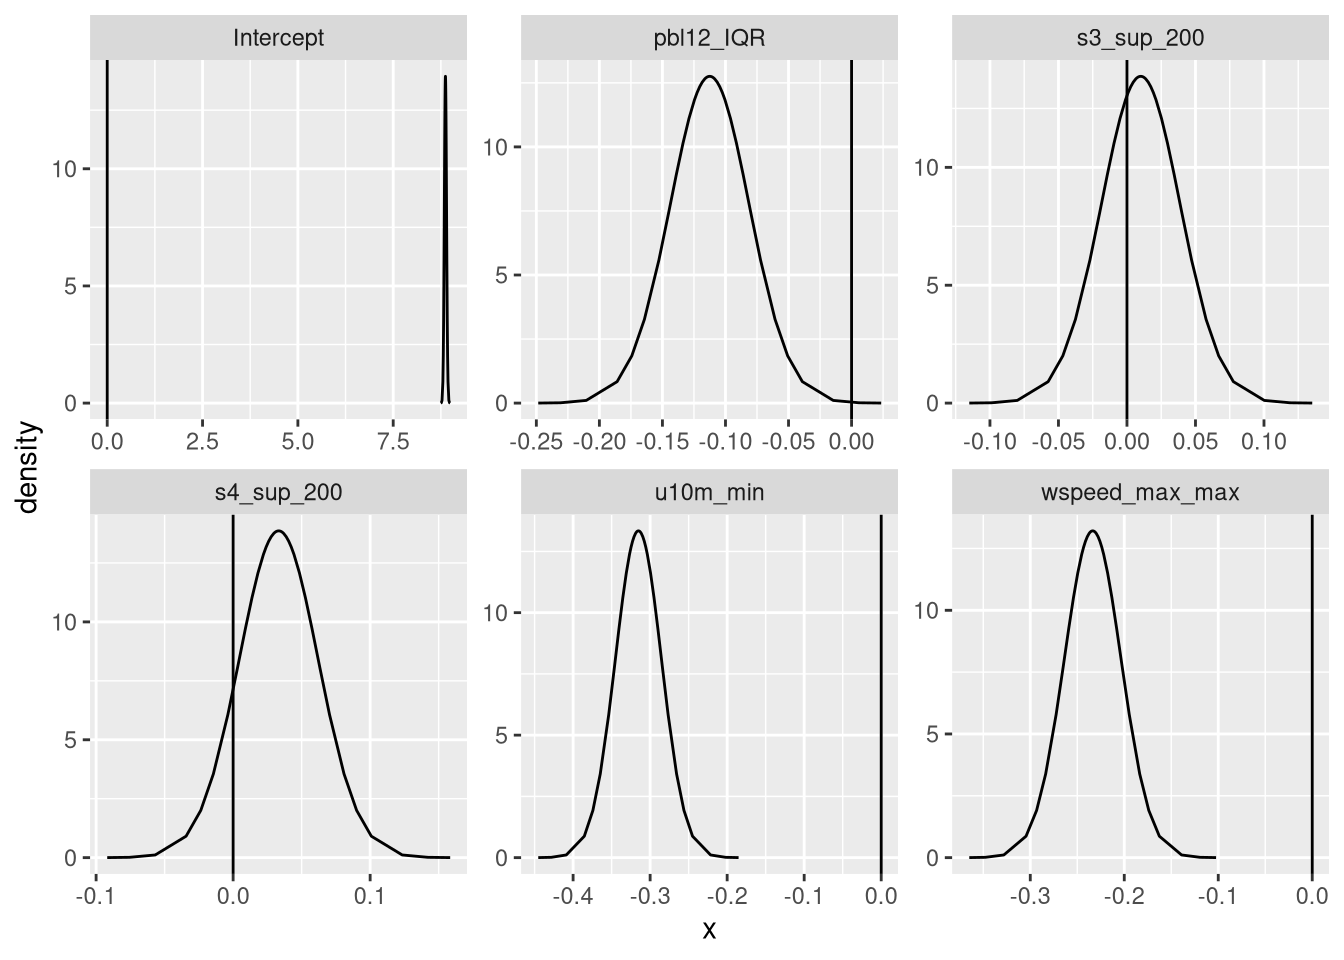 Intercept pbl12_IQR s3_sup_200
10 10 10
5 5 5
0 0 0
0.0 2.5 5.0 7.5 -0.25 -0.20 -0.15 -0.10 -0.05 0.00 -0.10 -0.05 0.00 0.05 0.10
density
s4_sup_200 u10m_min wspeed_max_max
10 10 10
5 5 5
0 0 0
-0.1 0.0 0.1 -0.4 -0.3 -0.2 -0.1 0.0 -0.3 -0.2 -0.1 0.0
x